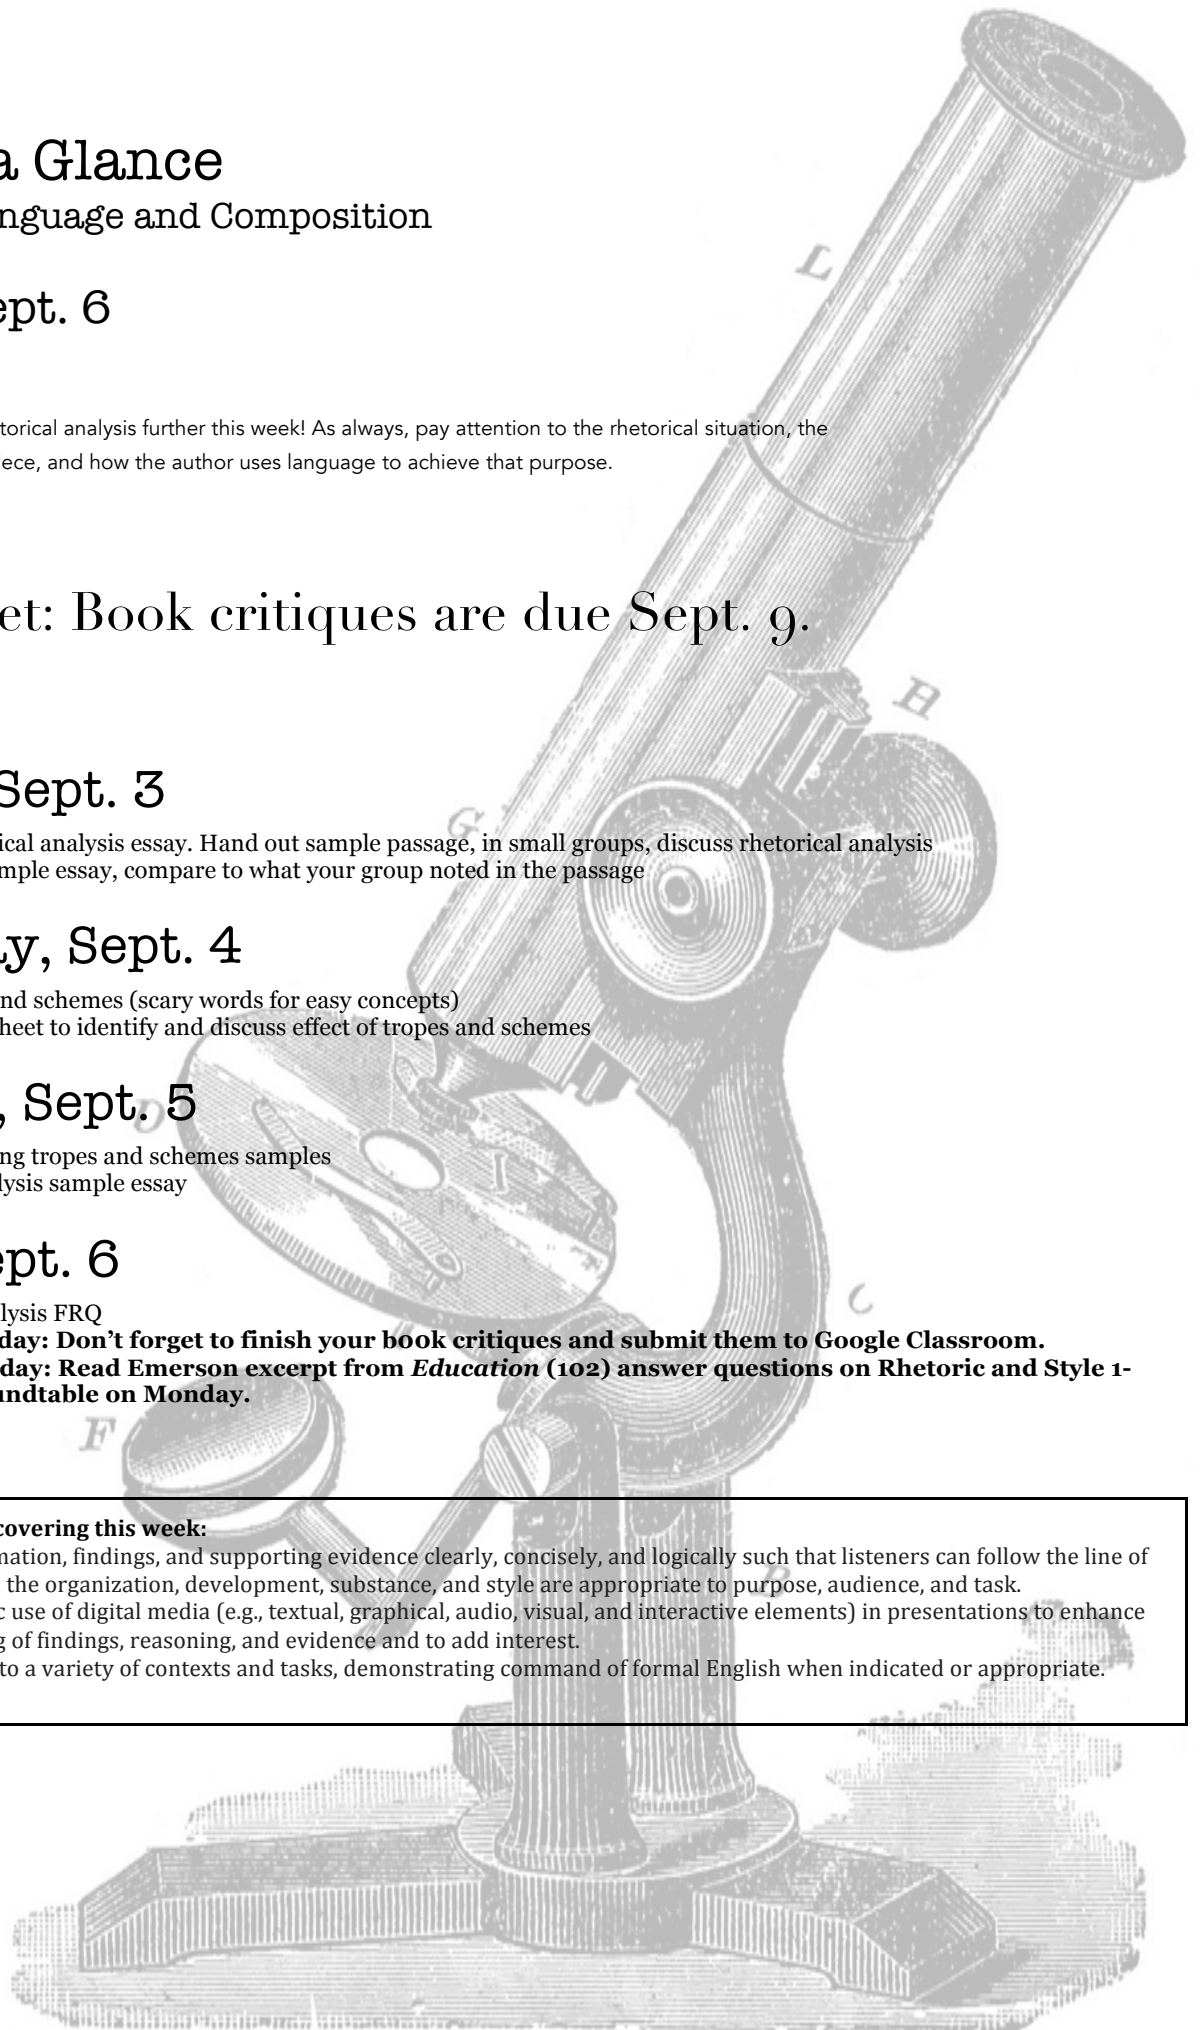 a Glance
nguage and Composition
ept. 6
torical analysis further this week! As always, pay attention to the rhetorical situation, the
iece, and how the author uses language to achieve that purpose.
et: Book critiques are due Sept. 9.
Sept. 3
ical analysis essay. Hand out sample passage, in small groups, discuss rhetorical analysis
mple essay, compare to what your group noted in the passage
ay, Sept. 4
nd schemes (scary words for easy concepts)
heet to identify and discuss effect of tropes and schemes
, Sept. 5
ng tropes and schemes samples
lysis sample essay
ept. 6
lysis FRQ
day: Don’t forget to finish your book critiques and submit them to Google Classroom.
day: Read Emerson excerpt from Education (102) answer questions on Rhetoric and Style 1-
undtable on Monday.
covering this week:
mation, findings, and supporting evidence clearly, concisely, and logically such that listeners can follow the line of
the organization, development, substance, and style are appropriate to purpose, audience, and task.
c use of digital media (e.g., textual, graphical, audio, visual, and interactive elements) in presentations to enhance
g of findings, reasoning, and evidence and to add interest.
to a variety of contexts and tasks, demonstrating command of formal English when indicated or appropriate.
L
H
G
D
C
F
B